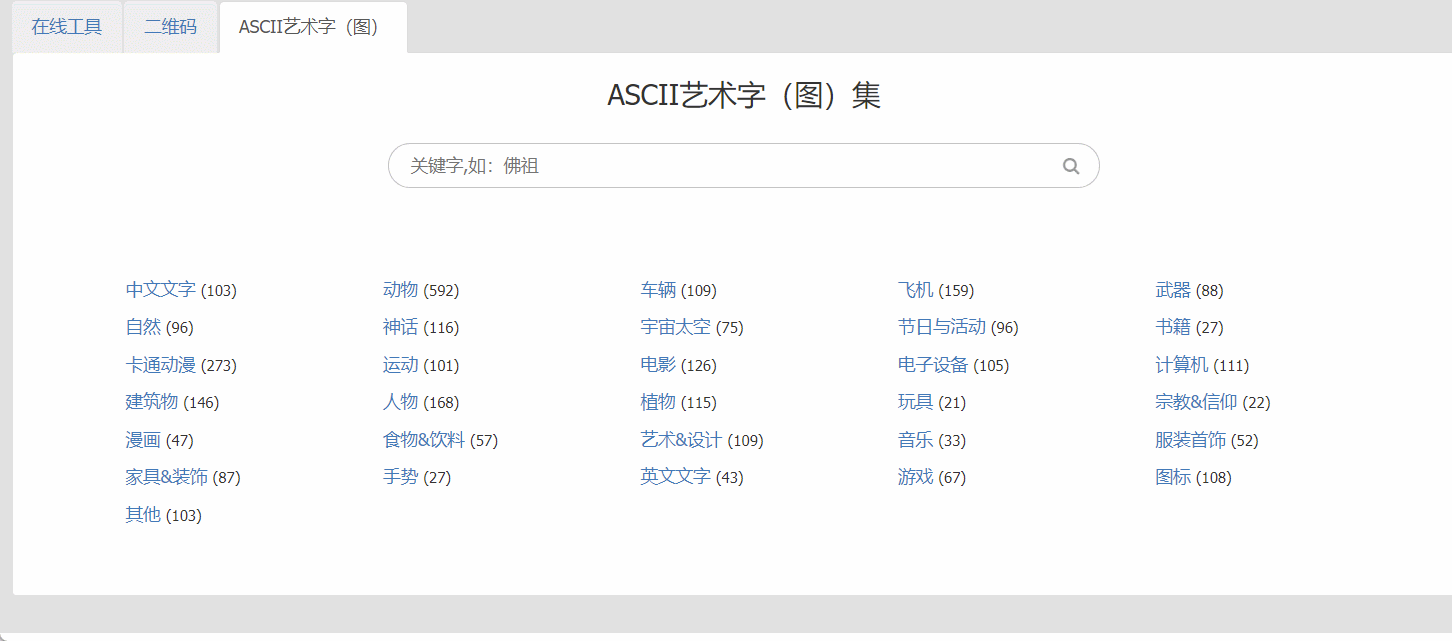 在线工具 二维码 ASCII艺术字（图）
ASCII艺术字（图）集
关键字,如：佛祖
中文文字 (103) 动物 (592) 车辆 (109) 飞机 (159) 武器 (88)
自然 (96) 神话 (116) 宇宙太空 (75) 节日与活动 (96) 书籍 (27)
卡通动漫 (273) 运动 (101) 电影 (126) 电子设备 (105) 计算机 (111)
建筑物 (146) 人物 (168) 植物 (115) 玩具 (21) 宗教&信仰 (22)
漫画 (47) 食物&饮料 (57) 艺术&设计 (109) 音乐 (33) 服装首饰 (52)
家具&装饰 (87) 手势 (27) 英文文字 (43) 游戏 (67) 图标 (108)
其他 (103)